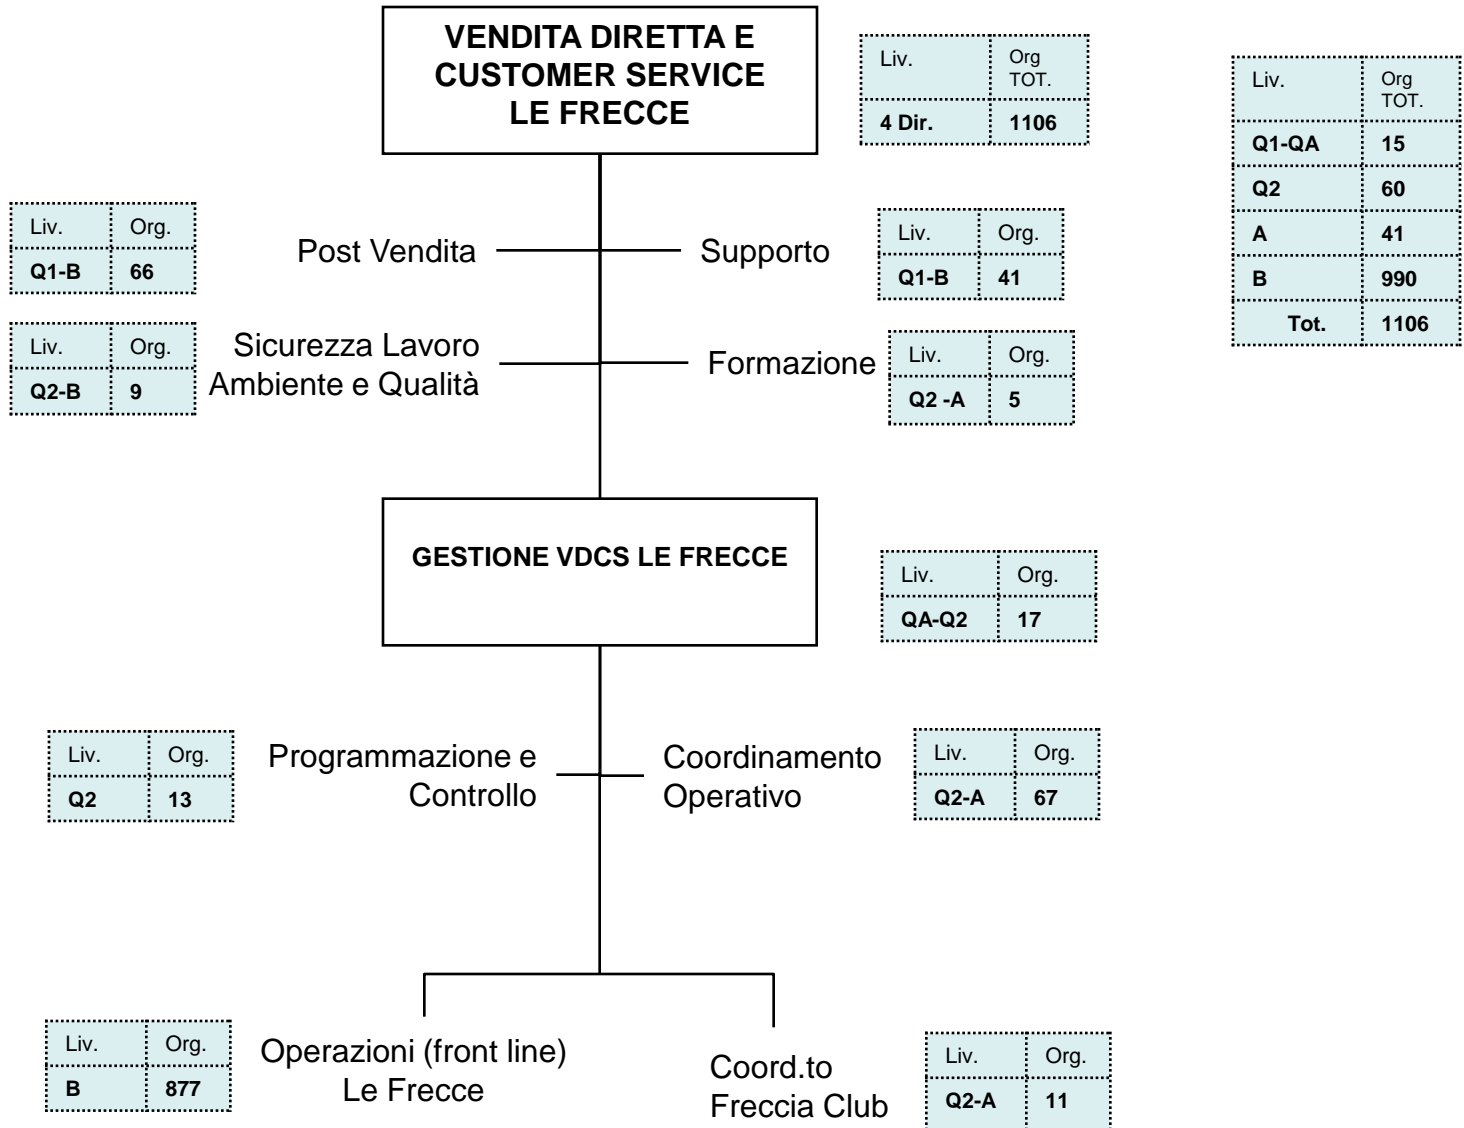 VENDITA DIRETTA E
CUSTOMER SERVICE
LE FRECCE
Liv. Org
TOT.
4 Dir. 1106
Liv. Org
TOT.
Q1-QA 15
Q2 60
A 41
B 990
Tot. 1106
Liv. Org.
Q1-B 66
Post Vendita
Supporto
Liv. Org.
Q1-B 41
Liv. Org.
Q2-B 9
Sicurezza Lavoro
Ambiente e Qualità
Formazione
Liv. Org.
Q2 -A 5
GESTIONE VDCS LE FRECCE
Liv. Org.
QA-Q2 17
Liv. Org.
Q2 13
Programmazione e
Controllo
Coordinamento
Operativo
Liv. Org.
Q2-A 67
Liv. Org.
B 877
Operazioni (front line)
Le Frecce
Coord.to
Freccia Club
Liv. Org.
Q2-A 11